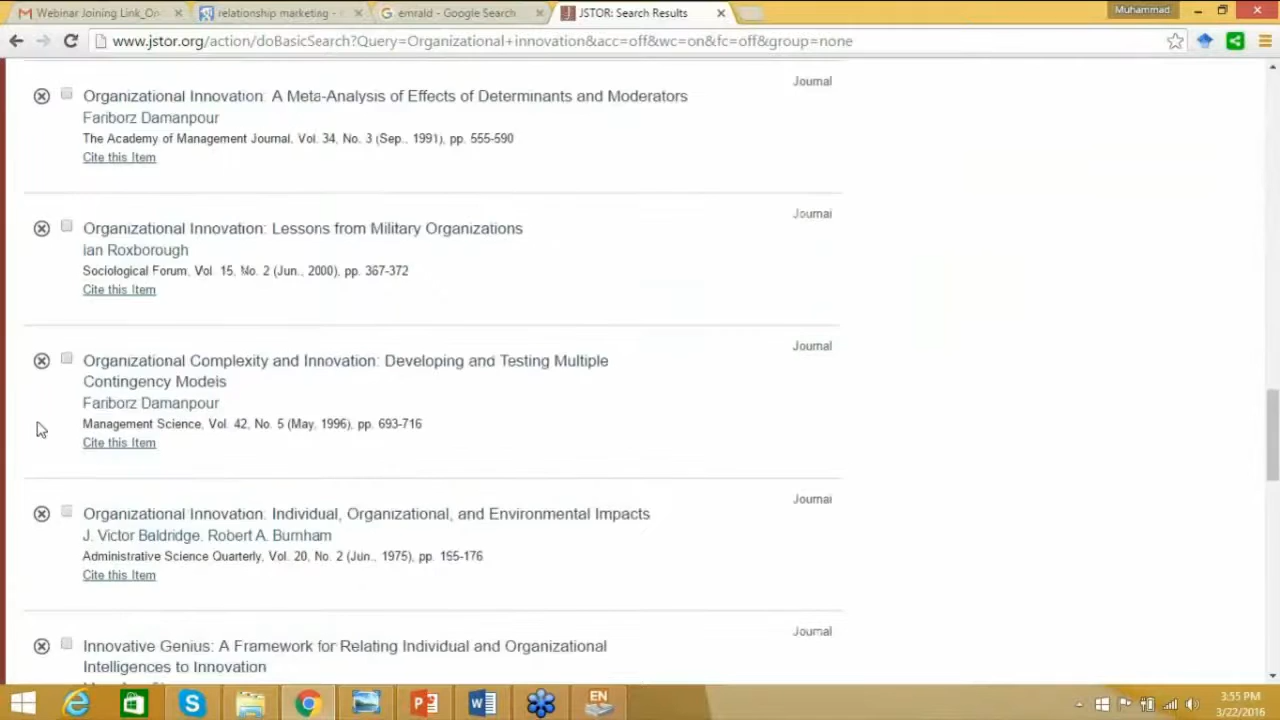 Webinar Joining Link_On
relationship marketing -
emrald - Google Search
JSTOR: Search Results
Muhammad
www.jstor.org/action/doBasicSearch?Query=Organizational+innovation&acc=off&wc=on&fc=off&group=none
Journal
Organizational Innovation: A Meta-Analysis of Effects of Determinants and Moderators
Fariborz Damanpour
The Academy of Management Journal, Vol. 34, No. 3 (Sep., 1991), pp. 555-590
Cite this Item
Journal
Organizational Innovation: Lessons from Military Organizations
Ian Roxborough
Sociological Forum, Vol. 15, No. 2 (Jun., 2000), pp. 367-372
Cite this Item
Journal
Organizational Complexity and Innovation: Developing and Testing Multiple
Contingency Models
Fariborz Damanpour
Management Science, Vol. 42, No. 5 (May, 1996), pp. 693-716
Cite this Item
Journal
Organizational Innovation: Individual, Organizational, and Environmental Impacts
J. Victor Baldridge, Robert A. Burnham
Administrative Science Quarterly, Vol. 20, No. 2 (Jun., 1975), pp. 155-176
Cite this Item
Journal
Innovative Genius: A Framework for Relating Individual and Organizational
Intelligences to Innovation
EN
3:55 PM
3/22/2016